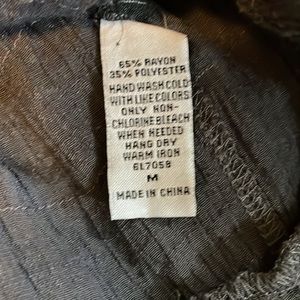 65% RAYON
35% POLYESTER
HAND WASH COLD
WITH LIKE COLORS
ONLY NON-
CHLORINE BLEACH
WHEN NEEDED
HANG DRY
WARM IRON
6L7058
M
MADE IN CHINA